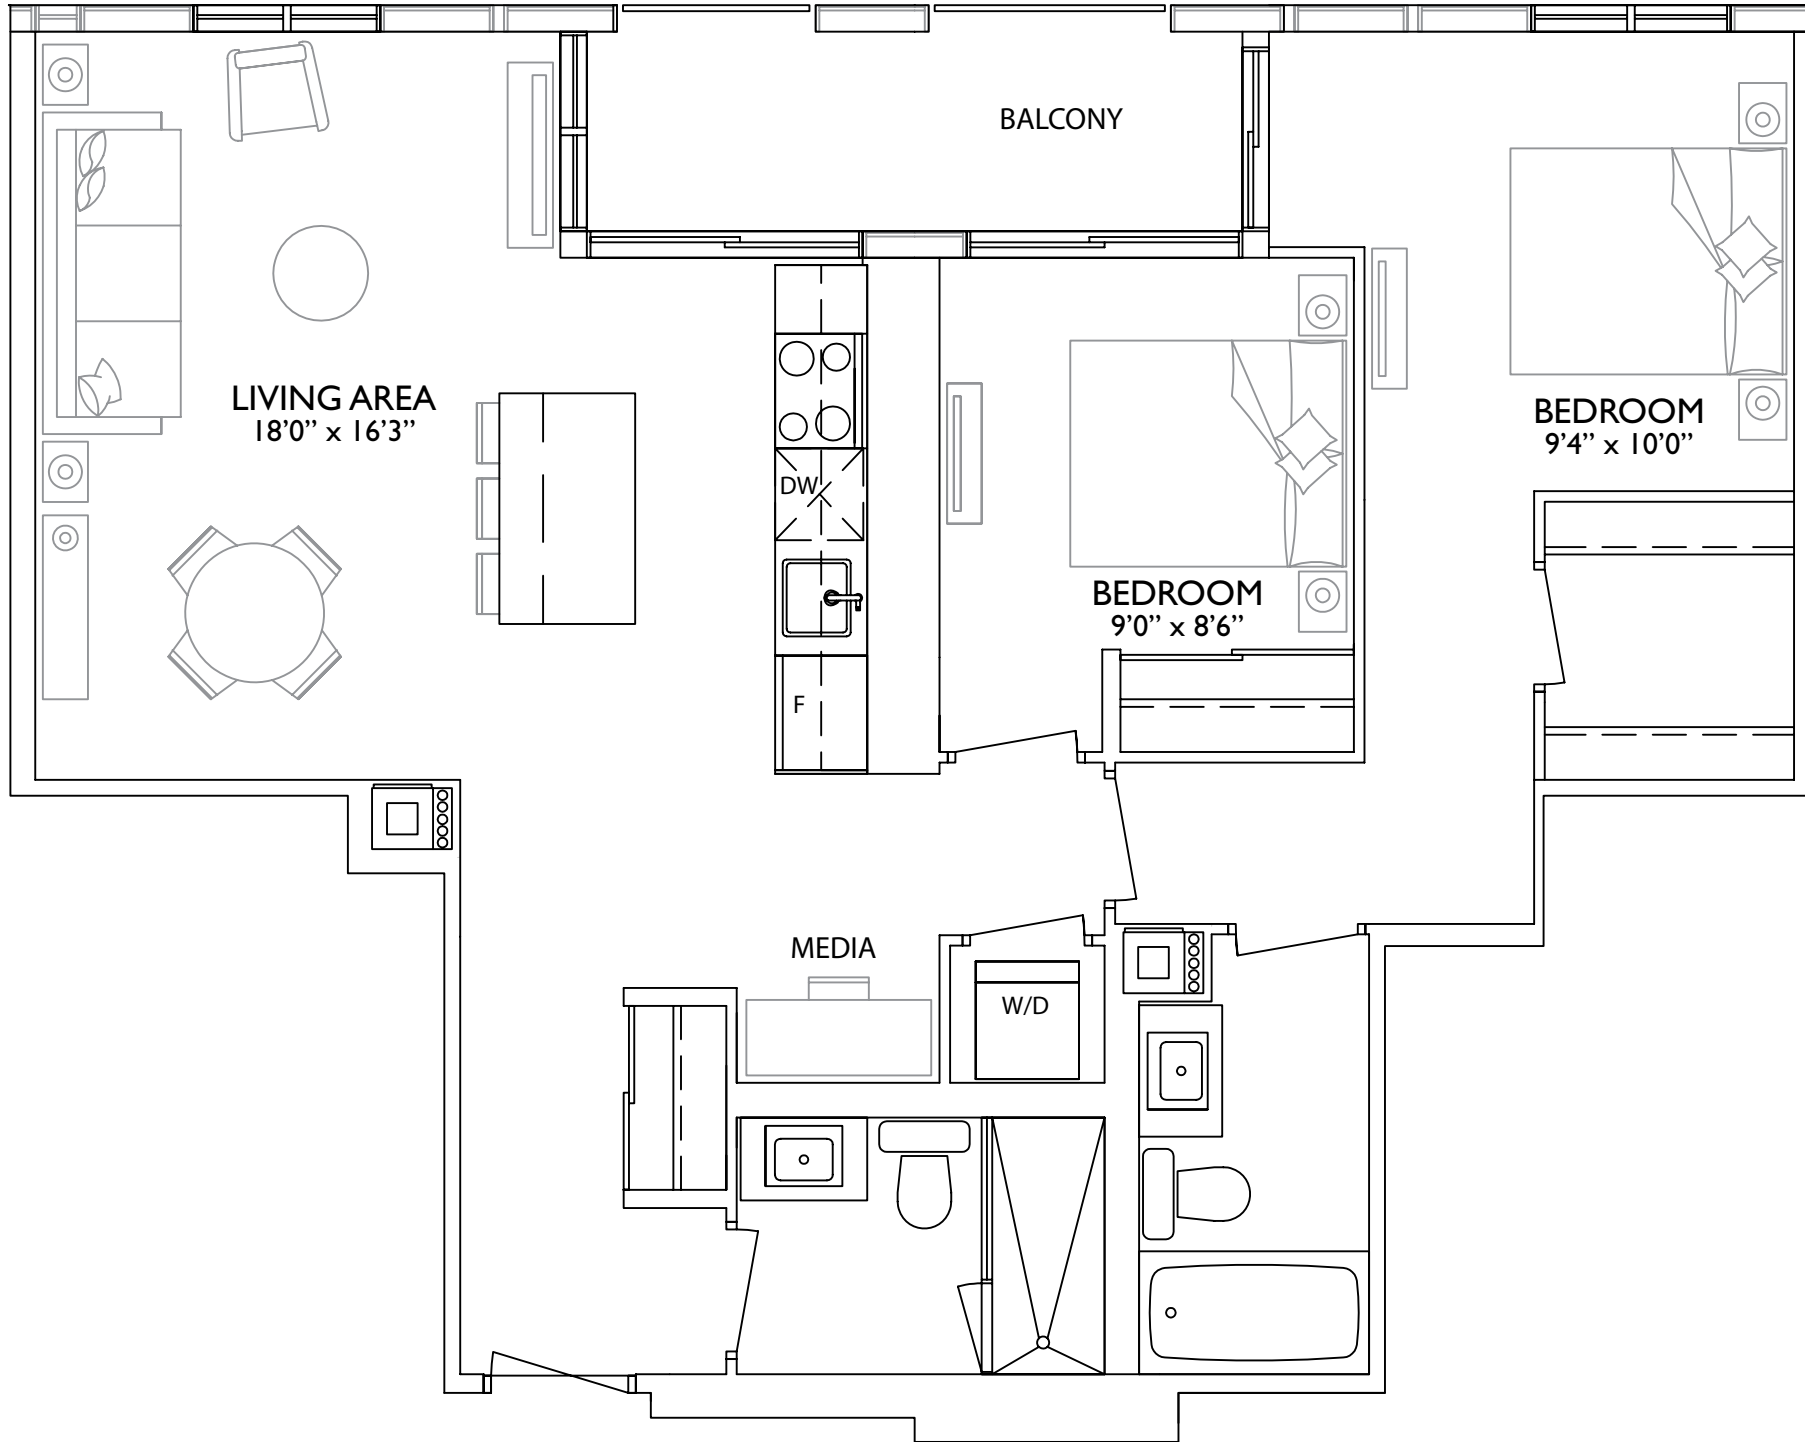 BALCONY
LIVING AREA
18'0” x 16'3”
BEDROOM
9'4” x 10'0”
DW
BEDROOM
9'0” x 8'6”
F
MEDIA
W/D